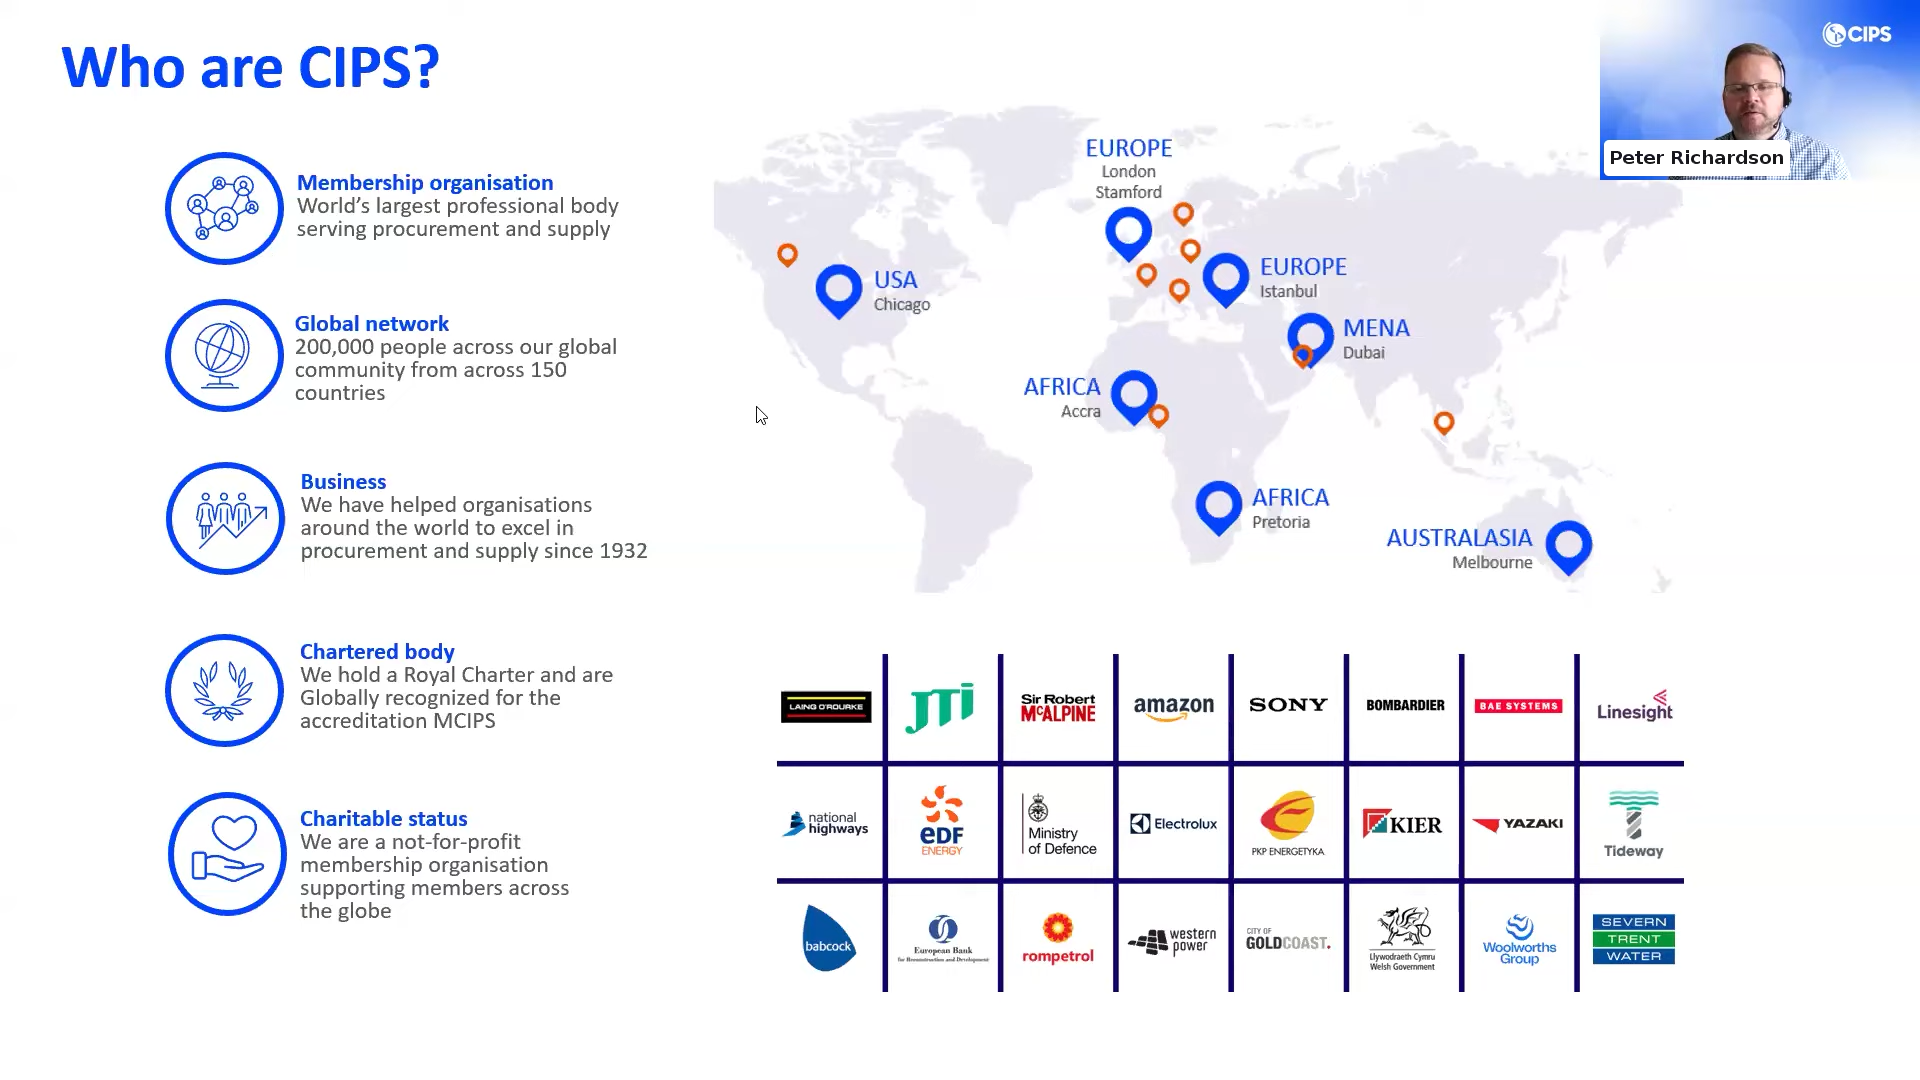 Who are CIPS?
CIPS
Peter Richardson
Membership organisation
World’s largest professional body
serving procurement and supply
Global network
200,000 people across our global
community from across 150
countries
Business
We have helped organisations
around the world to excel in
procurement and supply since 1932
Chartered body
We hold a Royal Charter and are
Globally recognized for the
accreditation MCIPS
Charitable status
We are a not-for-profit
membership organisation
supporting members across
the globe
EUROPE
London
Stamford
USA
Chicago
EUROPE
Istanbul
MENA
Dubai
AFRICA
Accra
AFRICA
Pretoria
AUSTRALASIA
Melbourne
LAING O'ROURKE
JTi
Sir Robert
McALPINE
amazon
SONY
BOMBARDIER
BAE SYSTEMS
Linesight
national
highways
eDF
ENERGY
Ministry
of Defence
Electrolux
PKP ENERGETYKA
KIER
YAZAKI
Tideway
babcock
European Bank
for Reconstruction and Development
rompetrol
western
power
CITY OF
GOLDCOAST.
Llywodraeth Cymru
Welsh Government
Woolworths
Group
SEVERN
TRENT
WATER